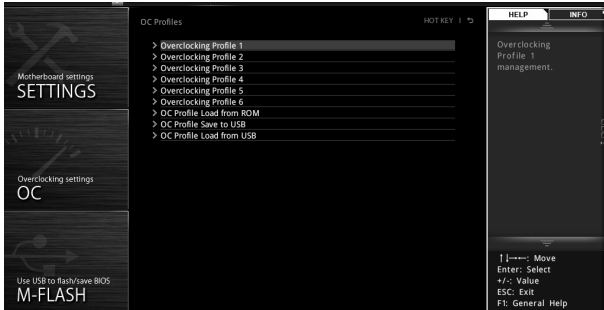 Motherboard settings
SETTINGS
Overclocking settings
OC
Use USB to flash/save BIOS
M-FLASH
OC Profiles
HOT KEY
Overclocking Profile 1
Overclocking Profile 2
Overclocking Profile 3
Overclocking Profile 4
Overclocking Profile 5
Overclocking Profile 6
OC Profile Load from ROM
OC Profile Save to USB
OC Profile Load from USB
HELP
INFO
Overclocking
Profile 1
management.
↑↓→←: Move
Enter: Select
+/-: Value
ESC: Exit
F1: General Help